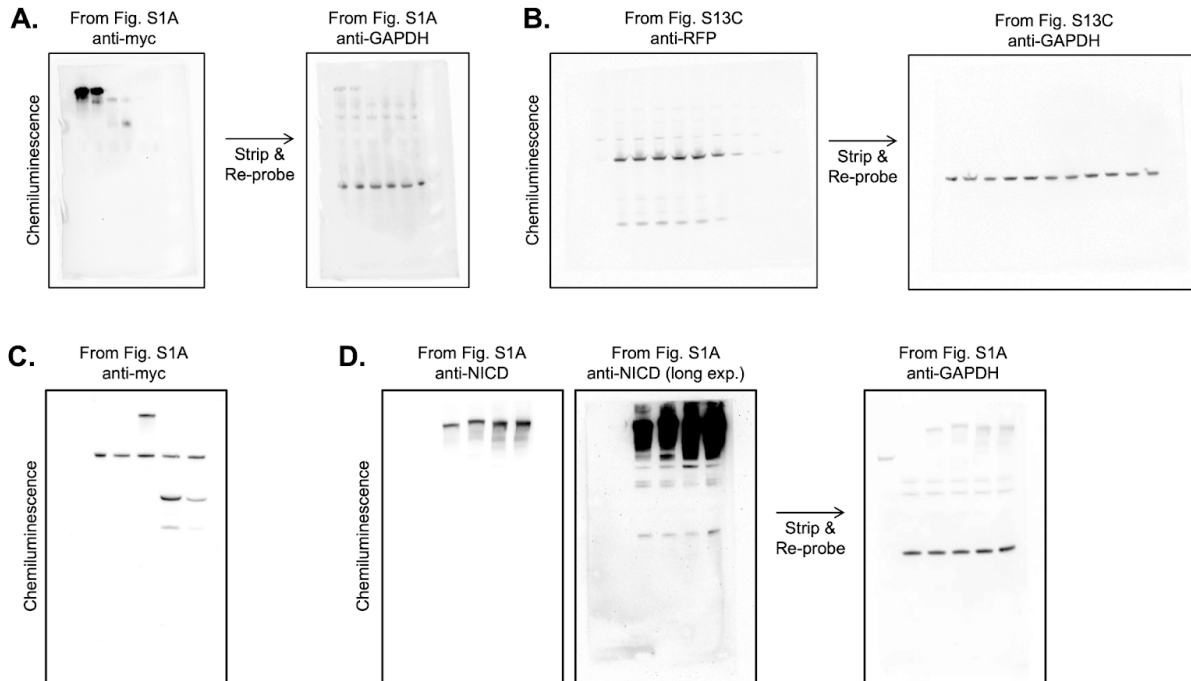 A.
From Fig. S1A
anti-myc
Chemiluminescence
Strip &
Re-probe
From Fig. S1A
anti-GAPDH
B.
From Fig. S13C
anti-RFP
Chemiluminescence
Strip &
Re-probe
From Fig. S13C
anti-GAPDH
C.
From Fig. S1A
anti-myc
Chemiluminescence
D.
From Fig. S1A
anti-NICD
Chemiluminescence
From Fig. S1A
anti-NICD (long exp.)
Strip &
Re-probe
From Fig. S1A
anti-GAPDH